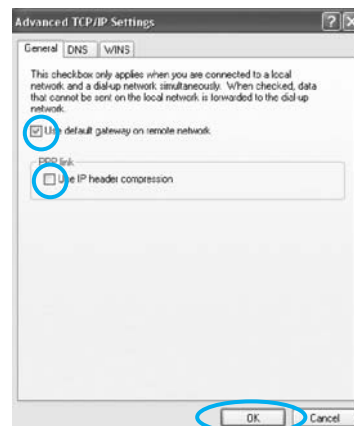 Advanced TCP/IP Settings
General DNS WINS
This checkbox only applies when you are connected to a local
network and a dial-up network simultaneously. When checked, data
that cannot be sent on the local network is forwarded to the dial-up
network.
Use default gateway on remote network
PPP link
Use IP header compression
OK Cancel